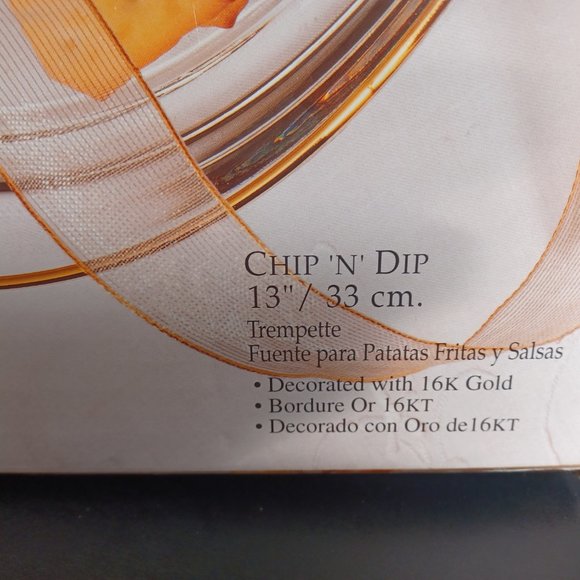 CHIP 'N' DIP
13"/ 33 cm.
Trempette
Fuente para Patatas Fritas y Salsas
• Decorated with 16K Gold
• Bordure Or 16KT
• Decorado con Oro de16KT